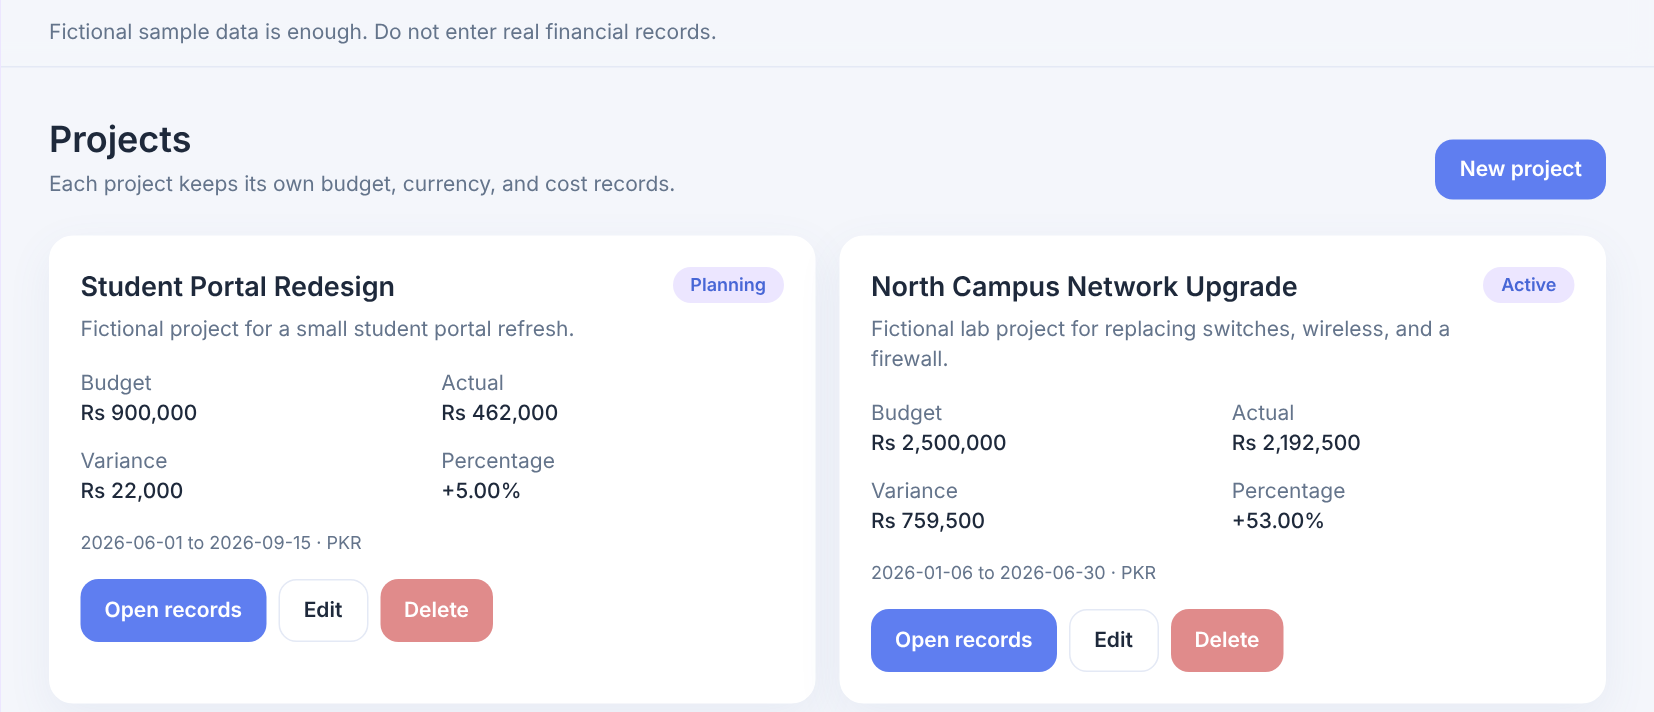 Fictional sample data is enough. Do not enter real financial records.
Projects
Each project keeps its own budget, currency, and cost records.
New project
Student Portal Redesign
Planning
Fictional project for a small student portal refresh.
Budget
Actual
Rs 900,000
Rs 462,000
Variance
Percentage
Rs 22,000
+5.00%
2026-06-01 to 2026-09-15 · PKR
Open records
Edit
Delete
North Campus Network Upgrade
Active
Fictional lab project for replacing switches, wireless, and a
firewall.
Budget
Actual
Rs 2,500,000
Rs 2,192,500
Variance
Percentage
Rs 759,500
+53.00%
2026-01-06 to 2026-06-30 · PKR
Open records
Edit
Delete